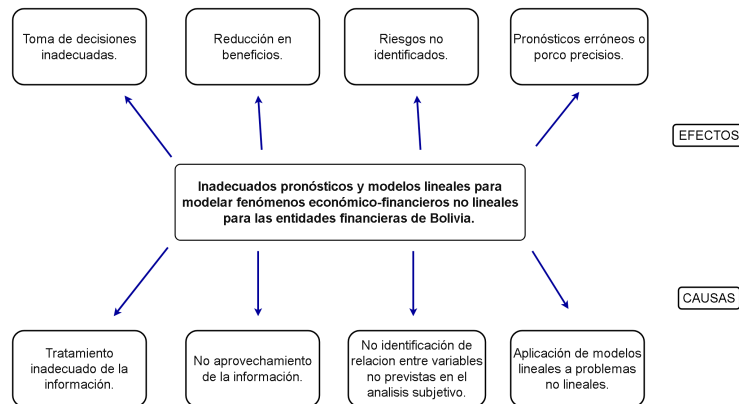 Toma de decisiones
inadecuadas.
Reducción en
beneficios.
Riesgos no
identificados.
Pronósticos erróneos o
porco precisios.
EFECTOS
Inadecuados pronósticos y modelos lineales para
modelar fenómenos económico-financieros no lineales
para las entidades financieras de Bolivia.
CAUSAS
Tratamiento
inadecuado de la
información.
No aprovechamiento
de la información.
No identificación de
relacion entre variables
no previstas en el
analisis subjetivo.
Aplicación de modelos
lineales a problemas
no lineales.